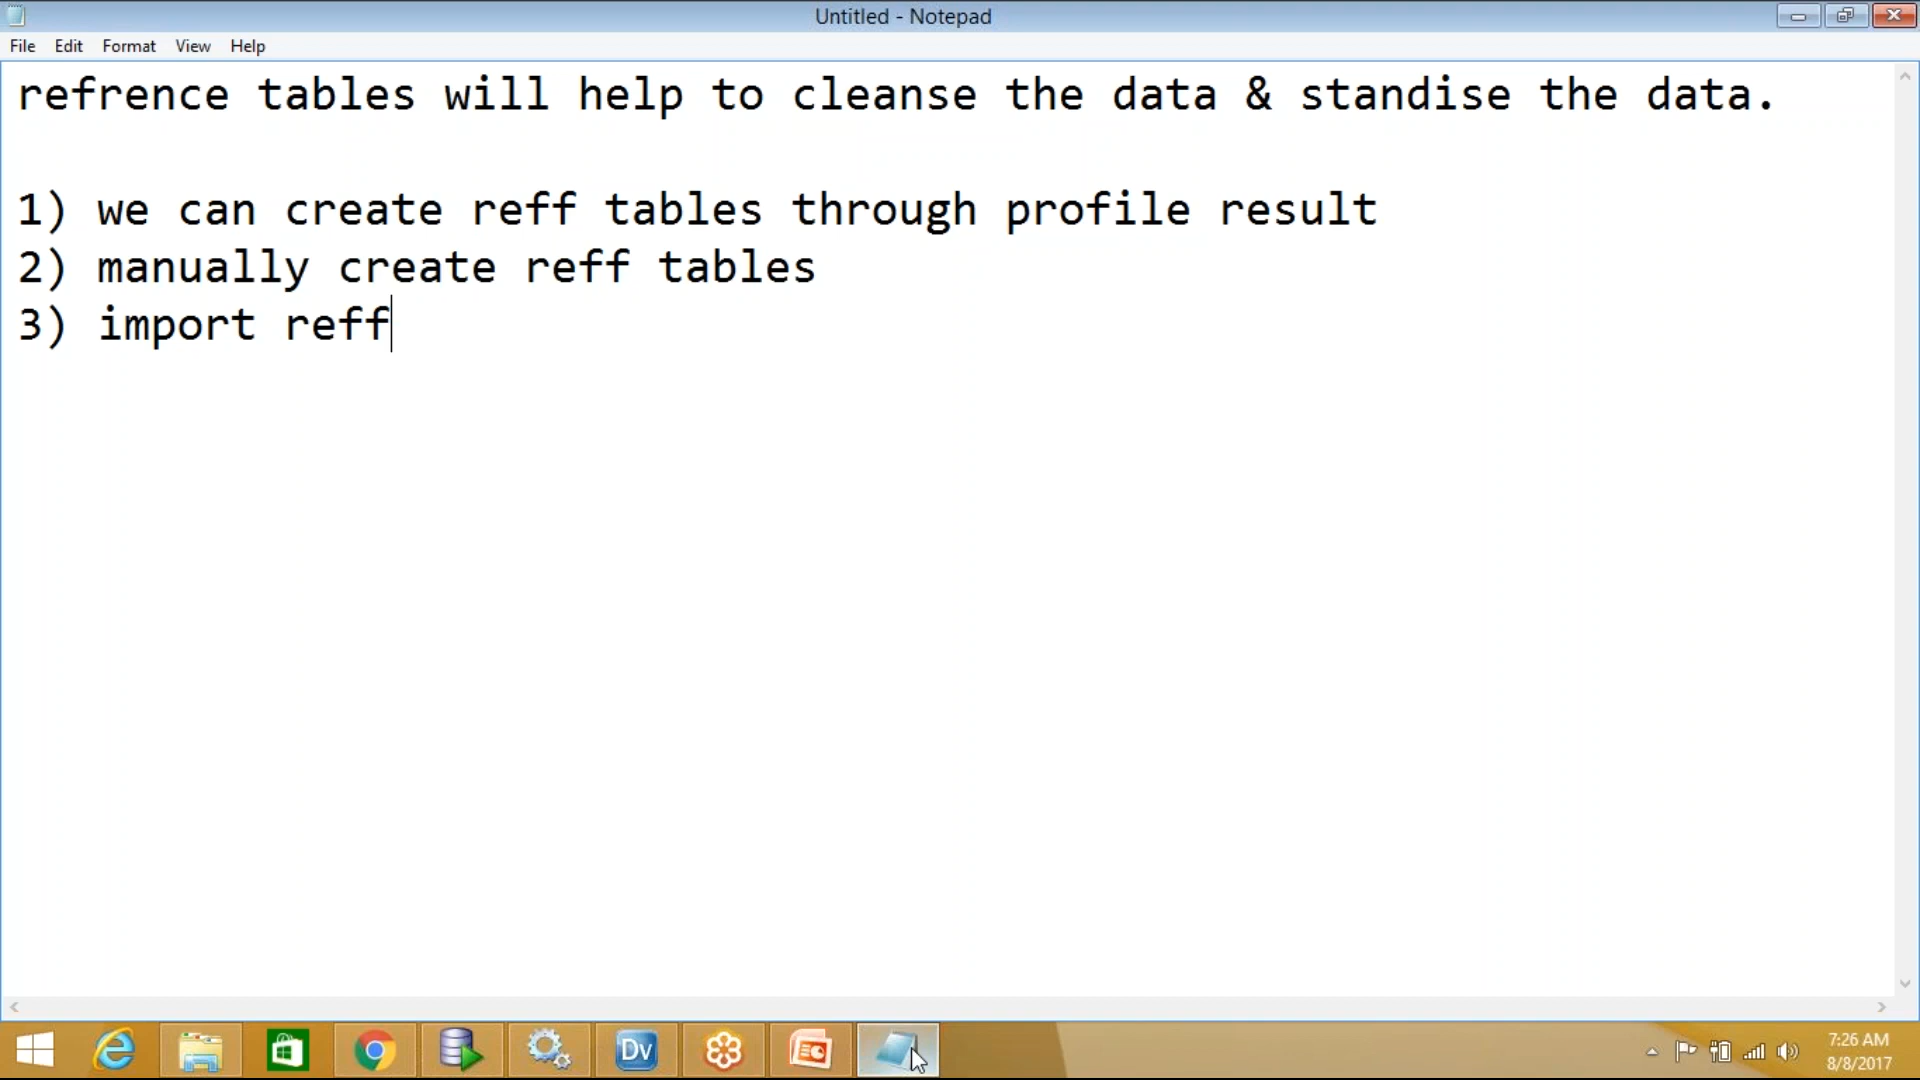 Untitled - Notepad
File Edit Format View Help
refrence tables will help to cleanse the data & standise the data.
1) we can create reff tables through profile result
2) manually create reff tables
3) import reff
Dv
7:26 AM
8/8/2017